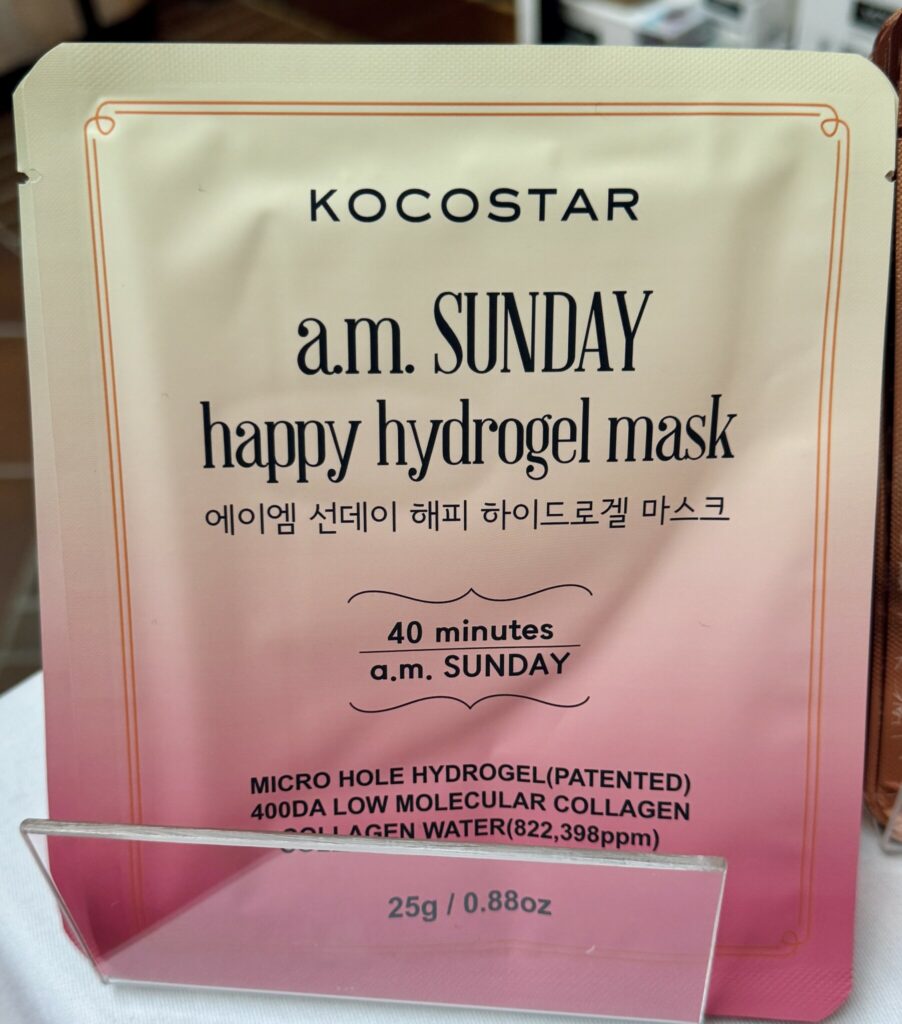 KOCOSTAR
a.m. SUNDAY
happy hydrogel mask
에이엠 선데이 해피 하이드로겔 마스크
40 minutes
a.m. SUNDAY
MICRO HOLE HYDROGEL(PATENTED)
400DA LOW MOLECULAR COLLAGEN
COLLAGEN WATER(822,398ppm)
25g / 0.88oz